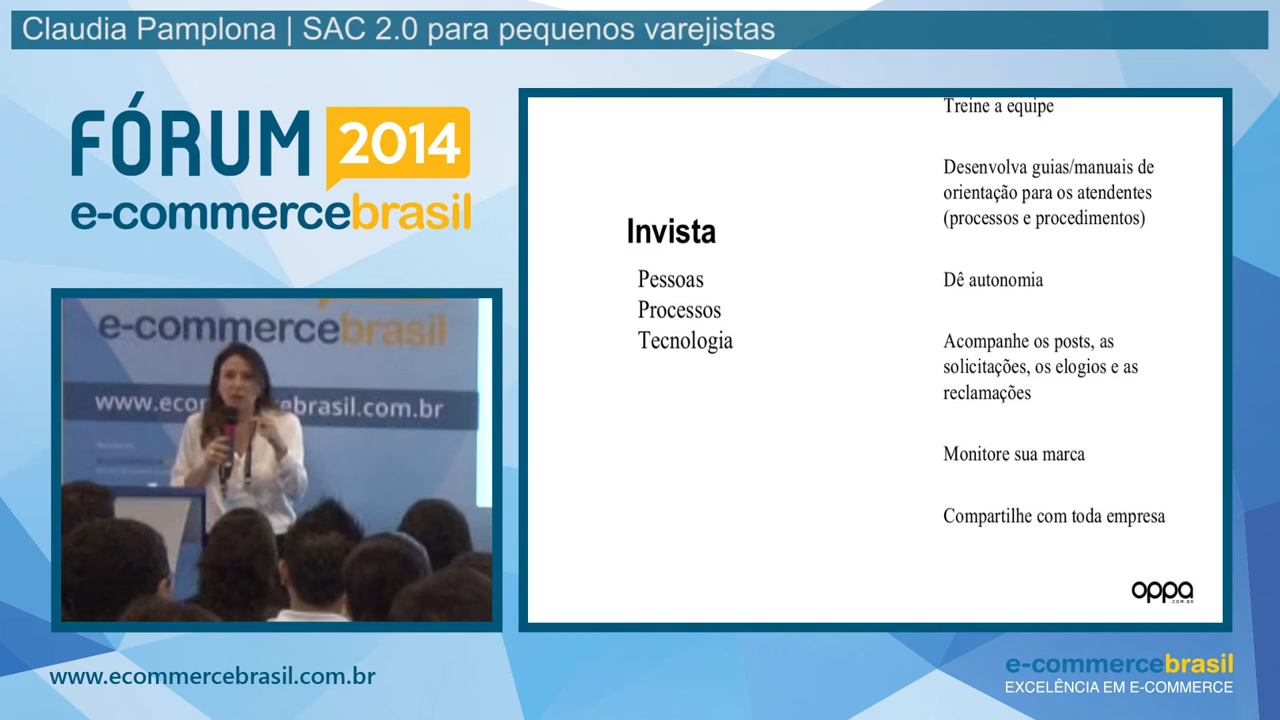 Claudia Pamplona | SAC 2.0 para pequenos varejistas
FÓRUM 2014
e-commercebrasil
e-commercebrasil
www.ecommercebrasil.com.br
Invista
Pessoas
Processos
Tecnologia
Treine a equipe
Desenvolva guias/manuais de
orientação para os atendentes
(processos e procedimentos)
Dê autonomia
Acompanhe os posts, as
solicitações, os elogios e as
reclamações
Monitore sua marca
Compartilhe com toda empresa
oppa
.COM.BR
www.ecommercebrasil.com.br
e-commercebrasil
EXCELÊNCIA EM E-COMMERCE